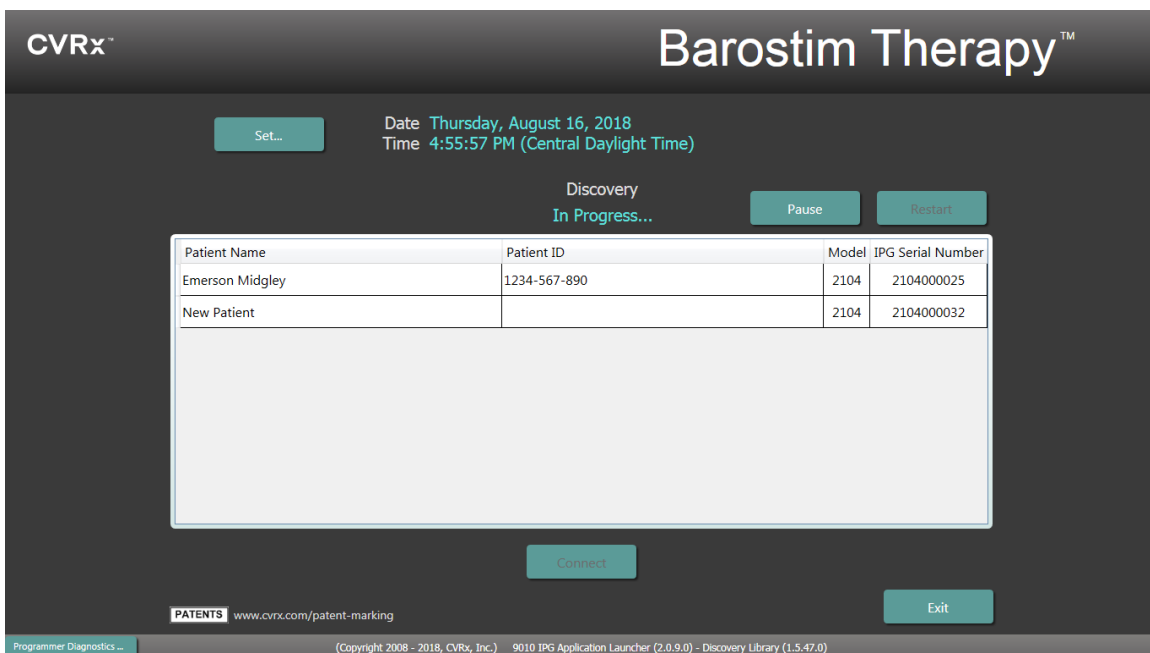 CVRx™
Barostim Therapy™
Set...
Date Thursday, August 16, 2018
Time 4:55:57 PM (Central Daylight Time)
Discovery
In Progress...
Pause
Restart
Patient Name Patient ID Model IPG Serial Number
Emerson Midgley 1234-567-890 2104 2104000025
New Patient 2104 2104000032
Connect
PATENTS www.cvrx.com/patent-marking
Exit
Programmer Diagnostics ...
(Copyright 2008 - 2018, CVRx, Inc.) 9010 IPG Application Launcher (2.0.9.0) - Discovery Library (1.5.47.0)